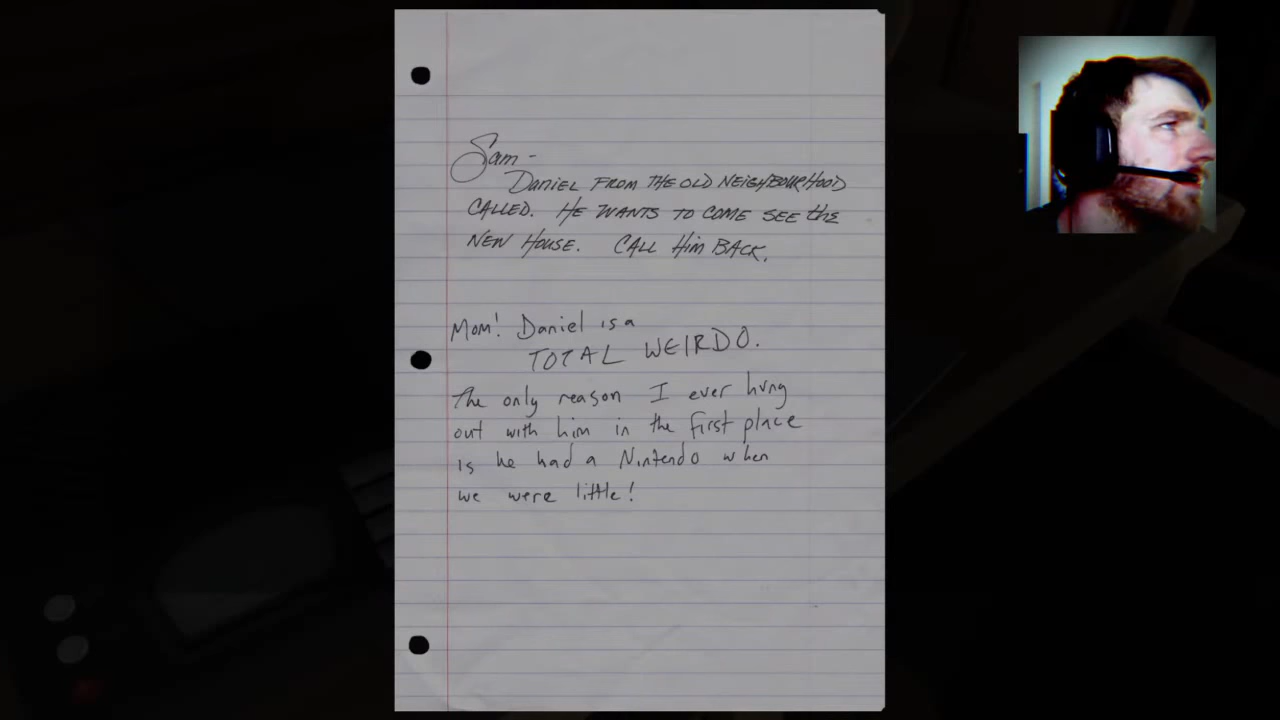 Sam -
DANIEL FROM THE OLD NEIGHBOURHOOD
CALLED. HE WANTS TO COME SEE the
NEW HOUSE. CALL HIM BACK.
Mom! Daniel is a
TOTAL WEIRDO.
The only reason I ever hung
out with him in the first place
is he had a Nintendo when
we were little!